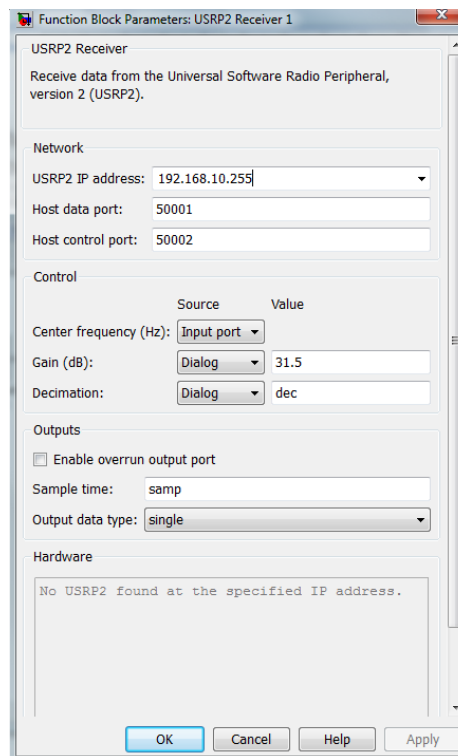 Function Block Parameters: USRP2 Receiver 1
USRP2 Receiver
Receive data from the Universal Software Radio Peripheral,
version 2 (USRP2).
Network
USRP2 IP address: 192.168.10.255
Host data port: 50001
Host control port: 50002
Control
Source Value
Center frequency (Hz): Input port
Gain (dB): Dialog 31.5
Decimation: Dialog dec
Outputs
Enable overrun output port
Sample time: samp
Output data type: single
Hardware
No USRP2 found at the specified IP address.
OK Cancel Help Apply